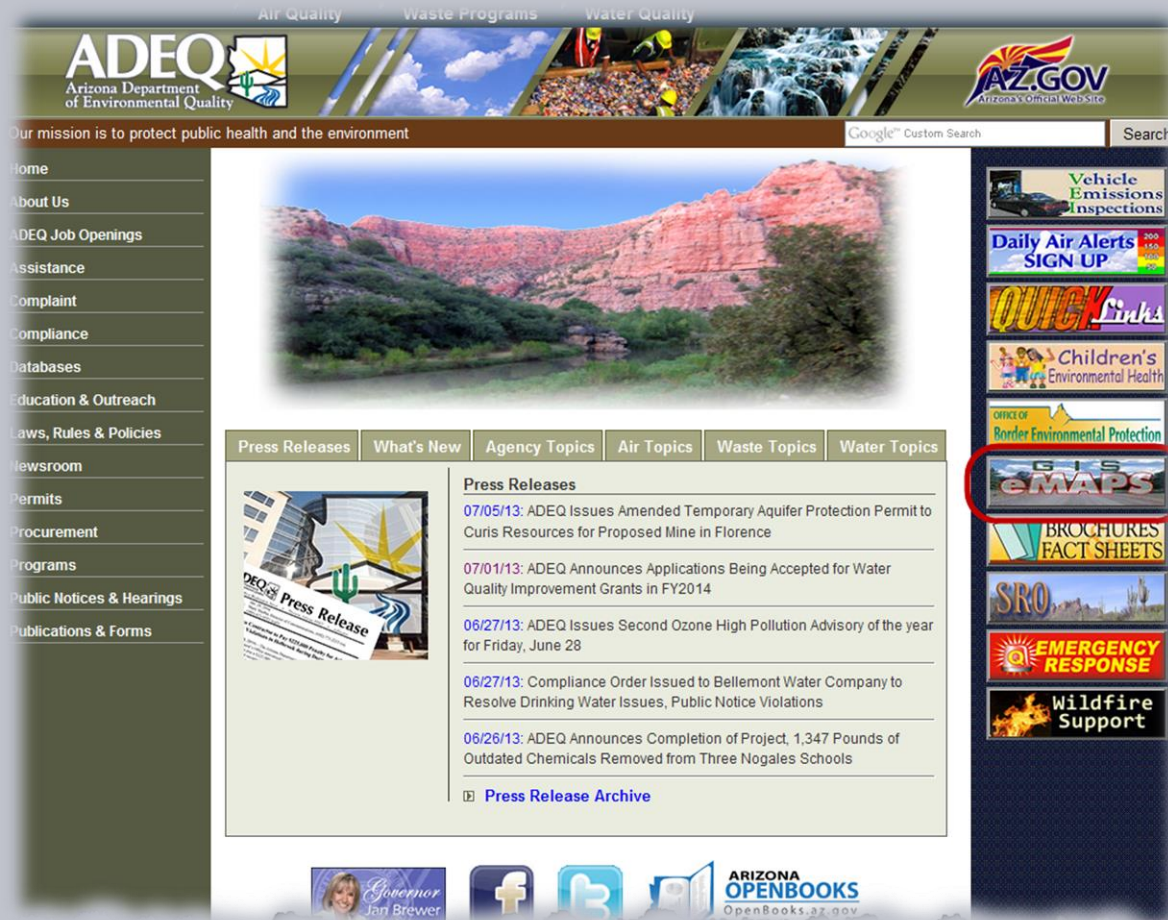 Air Quality Waste Programs Water Quality
ADEQ
Arizona Department
of Environmental Quality
AZ.GOV
Arizona's Official Web Site
Our mission is to protect public health and the environment
Google™ Custom Search
Search
Home
About Us
ADEQ Job Openings
Assistance
Complaint
Compliance
Databases
Education & Outreach
Laws, Rules & Policies
Newsroom
Permits
Procurement
Programs
Public Notices & Hearings
Publications & Forms
Press Releases What's New Agency Topics Air Topics Waste Topics Water Topics
ADEQ
Press Release
Press Releases
07/05/13: ADEQ Issues Amended Temporary Aquifer Protection Permit to
Curis Resources for Proposed Mine in Florence
07/01/13: ADEQ Announces Applications Being Accepted for Water
Quality Improvement Grants in FY2014
06/27/13: ADEQ Issues Second Ozone High Pollution Advisory of the year
for Friday, June 28
06/27/13: Compliance Order Issued to Bellemont Water Company to
Resolve Drinking Water Issues, Public Notice Violations
06/26/13: ADEQ Announces Completion of Project, 1,347 Pounds of
Outdated Chemicals Removed from Three Nogales Schools
Press Release Archive
Vehicle
Emissions
Inspections
Daily Air Alerts
SIGN UP
200
150
100
QUICK Links
Children's
Environmental Health
OFFICE OF
Border Environmental Protection
GIS
eMAPS
BROCHURES
FACT SHEETS
SRO
EMERGENCY
RESPONSE
Wildfire
Support
Governor
Jan Brewer
ARIZONA
OPENBOOKS
OpenBooks.az.gov